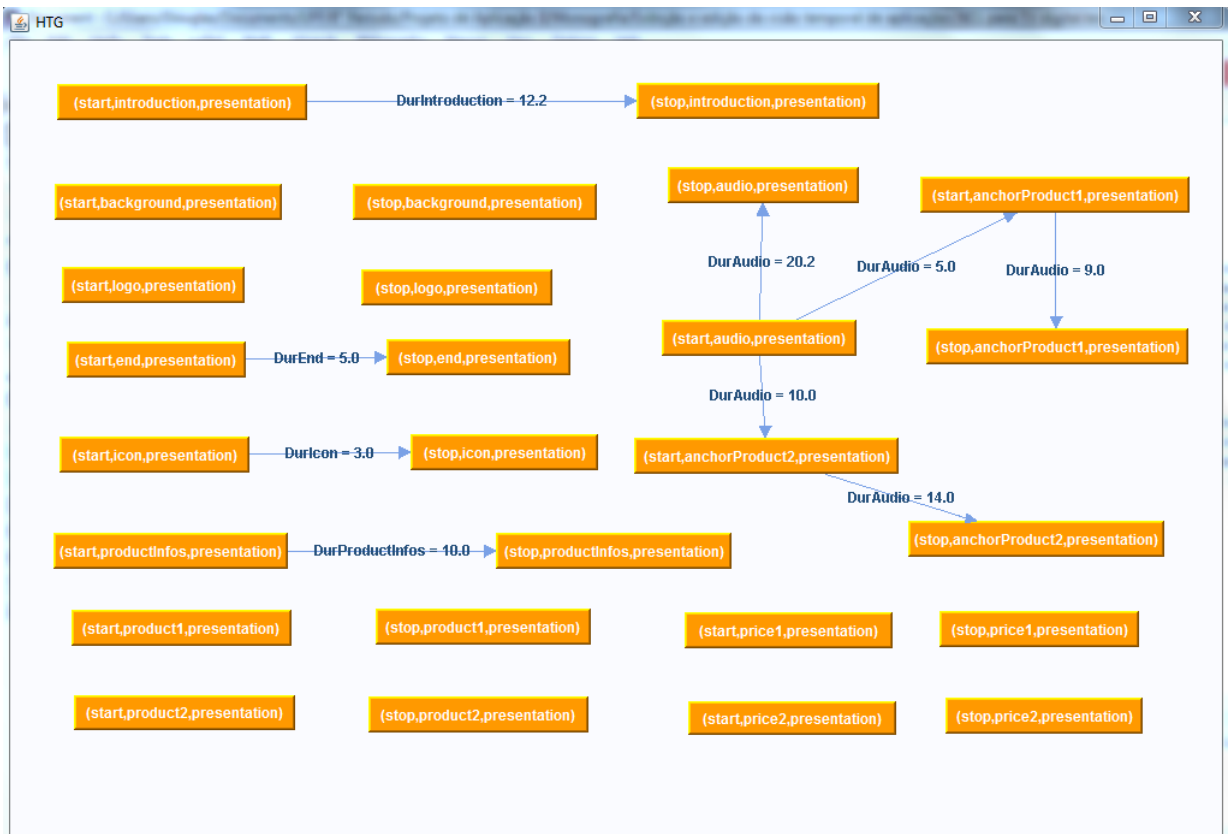 HTG
(start,introduction,presentation) DurIntroduction = 12.2 (stop,introduction,presentation)
(stop,audio,presentation) (start,anchorProduct1,presentation)
(start,background,presentation) (stop,background,presentation)
DurAudio = 20.2 DurAudio = 5.0 DurAudio = 9.0
(start,logo,presentation) (stop,logo,presentation)
(start,audio,presentation) (stop,anchorProduct1,presentation)
(start,end,presentation) DurEnd = 5.0 (stop,end,presentation)
DurAudio = 10.0
(start,icon,presentation) DurIcon = 3.0 (stop,icon,presentation) (start,anchorProduct2,presentation)
DurAudio = 14.0
(start,productInfos,presentation) DurProductInfos = 10.0 (stop,productInfos,presentation) (stop,anchorProduct2,presentation)
(start,product1,presentation) (stop,product1,presentation) (start,price1,presentation) (stop,price1,presentation)
(start,product2,presentation) (stop,product2,presentation) (start,price2,presentation) (stop,price2,presentation)